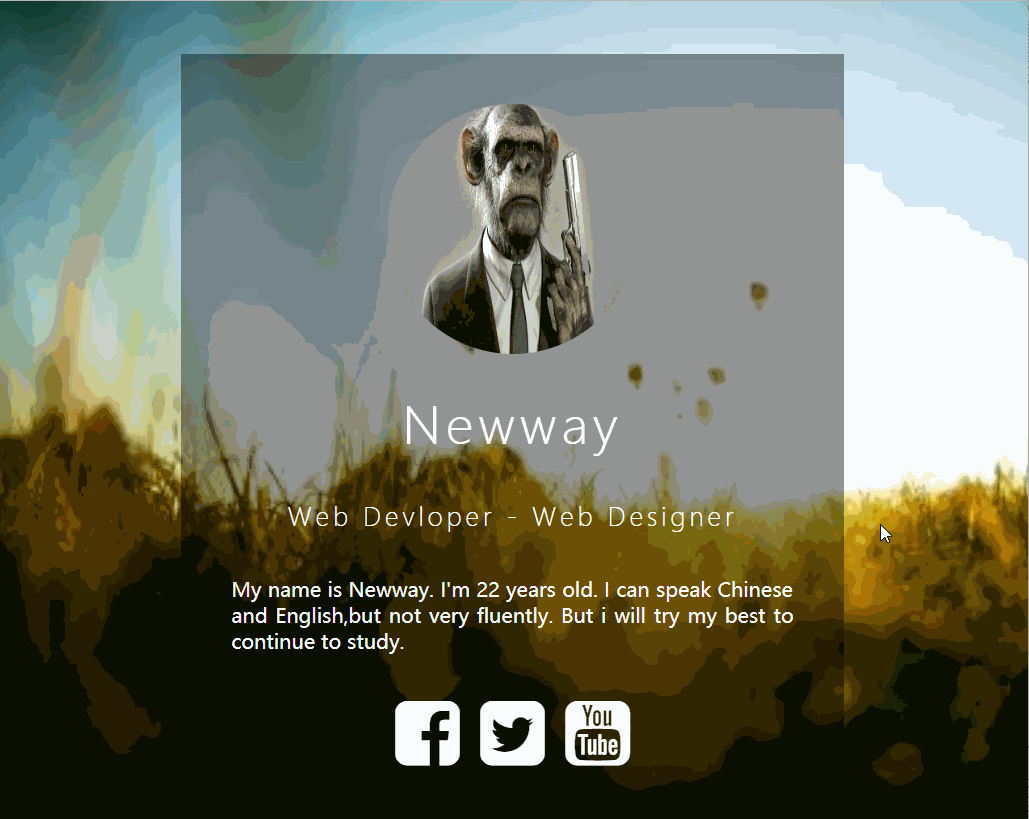 Newway
Web Devloper - Web Designer
My name is Newway. I'm 22 years old. I can speak Chinese
and English,but not very fluently. But i will try my best to
continue to study.
You
Tube